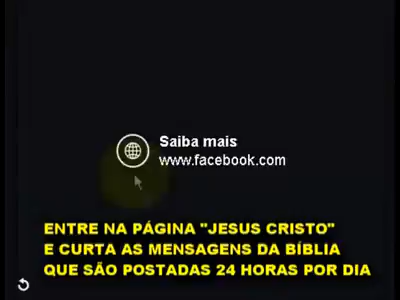 Saiba mais
www.facebook.com
ENTRE NA PÁGINA "JESUS CRISTO"
E CURTA AS MENSAGENS DA BÍBLIA
QUE SÃO POSTADAS 24 HORAS POR DIA